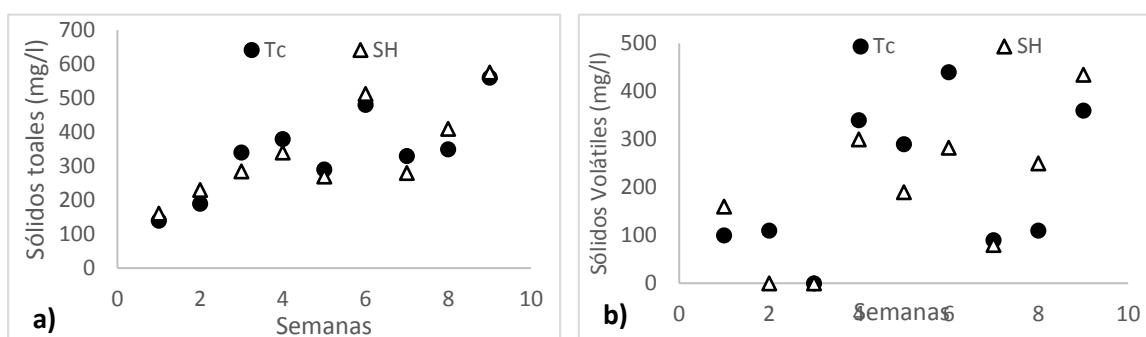 Sólidos toales (mg/l)
700
600
500
400
300
200
100
0
Tc
SH
0 2 4 6 8 10
Semanas
a)
Sólidos Volátiles (mg/l)
500
400
300
200
100
0
Tc
SH
0 2 4 6 8 10
Semanas
b)